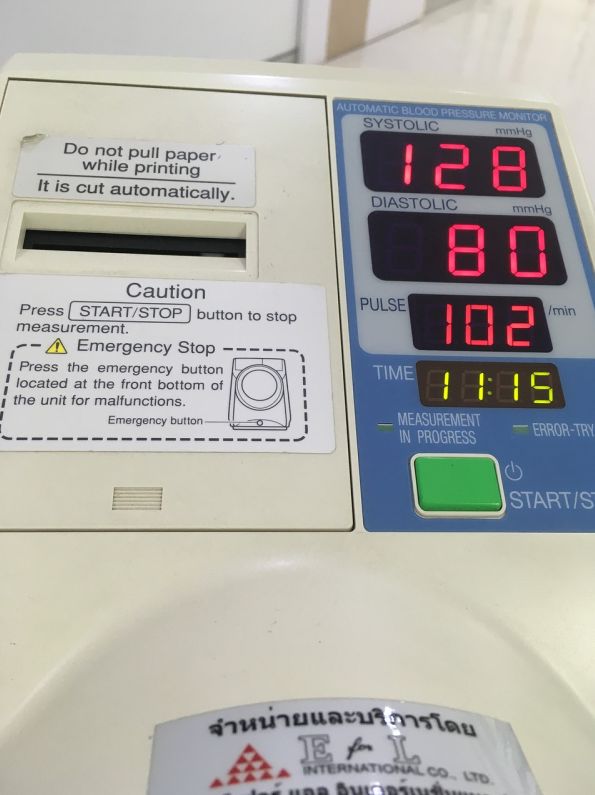 Do not pull paper
while printing
It is cut automatically.
Caution
Press START/STOP button to stop
measurement.
Emergency Stop
Press the emergency button
located at the front bottom of
the unit for malfunctions.
Emergency button
AUTOMATIC BLOOD PRESSURE MONITOR
SYSTOLIC mmHg
128
DIASTOLIC mmHg
80
PULSE 102 /min
TIME 11:15
MEASUREMENT
IN PROGRESS
ERROR-TRY
START/S
จำหน่ายและบริการโดย
E for L
INTERNATIONAL CO., LTD.